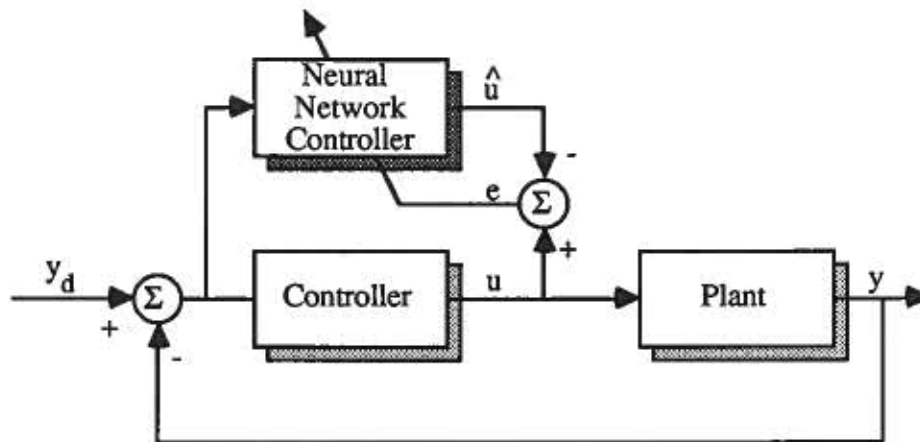 Neural
Network
Controller
û
-
e
Σ
+
y_d
Σ
+
-
Controller
u
Plant
y